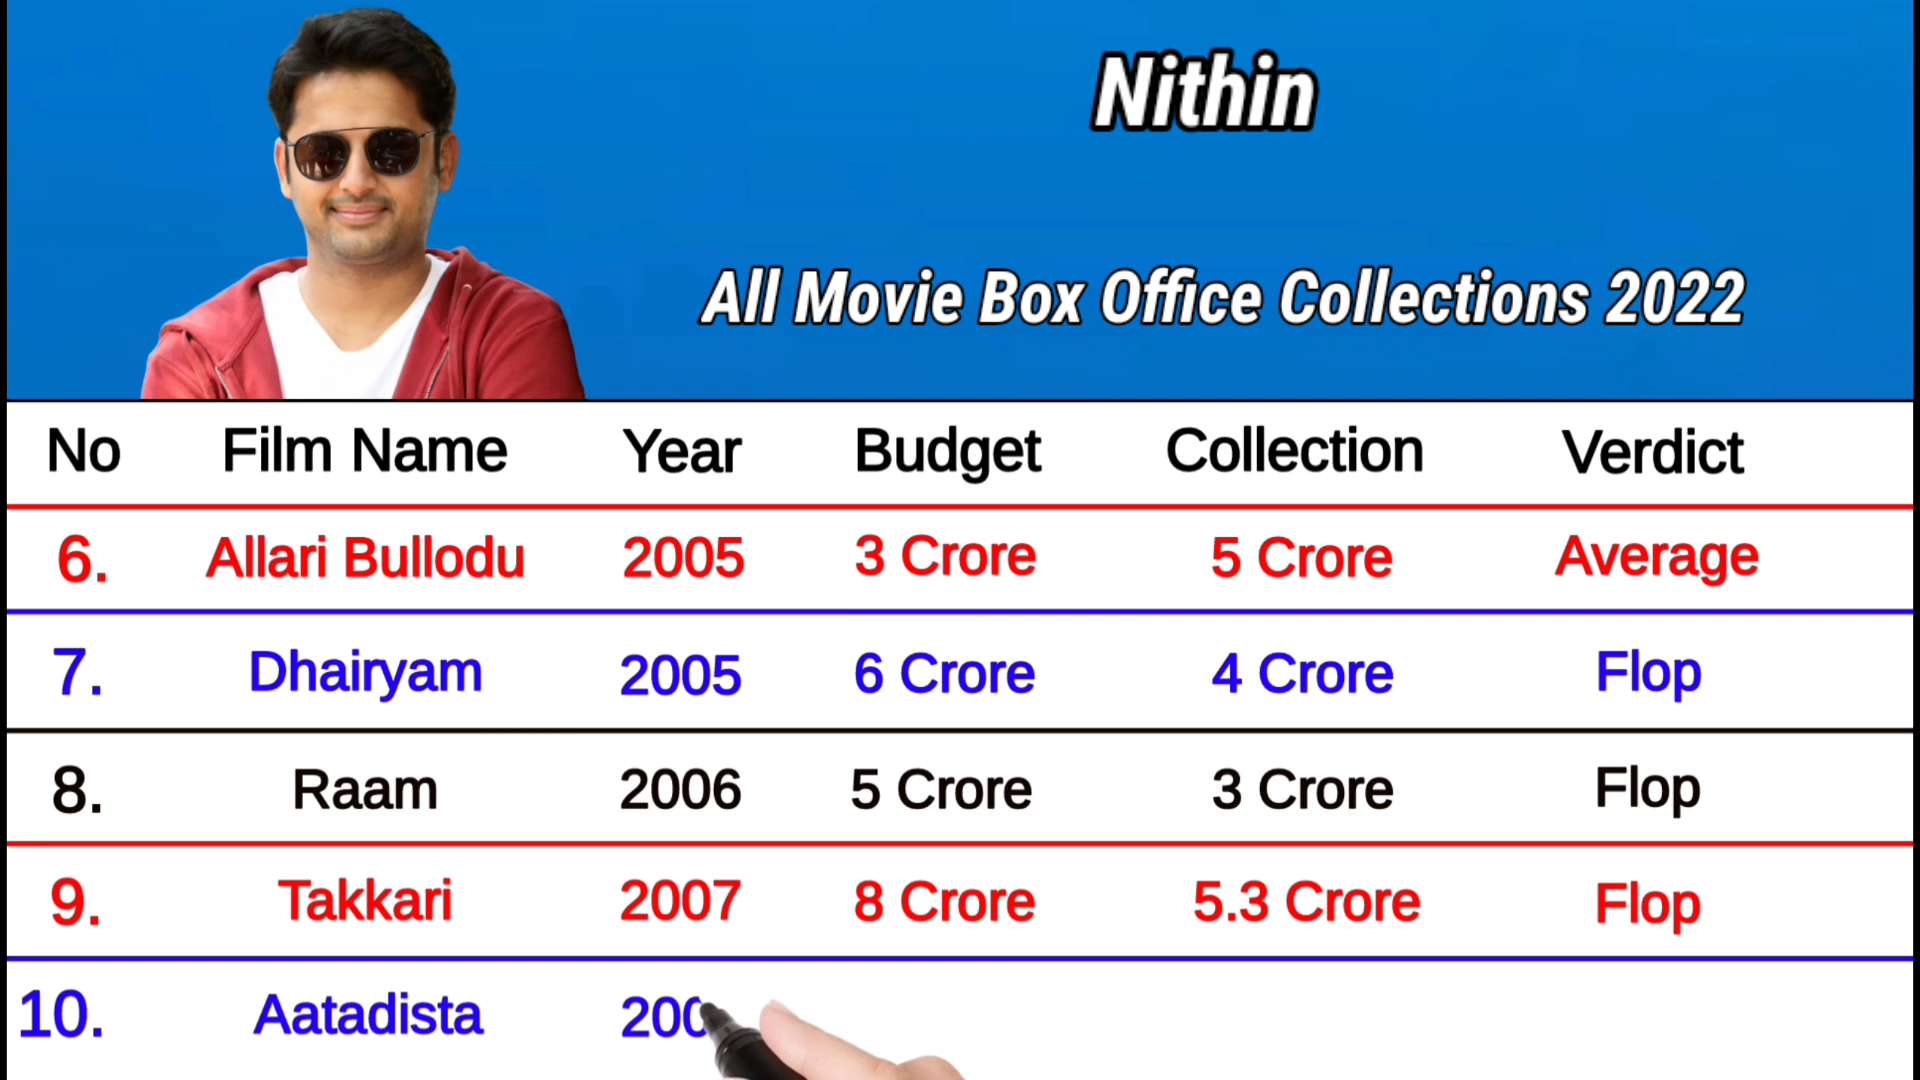 Nithin
All Movie Box Office Collections 2022
No Film Name Year Budget Collection Verdict
6. Allari Bullodu 2005 3 Crore 5 Crore Average
7. Dhairyam 2005 6 Crore 4 Crore Flop
8. Raam 2006 5 Crore 3 Crore Flop
9. Takkari 2007 8 Crore 5.3 Crore Flop
10. Aatadista 200